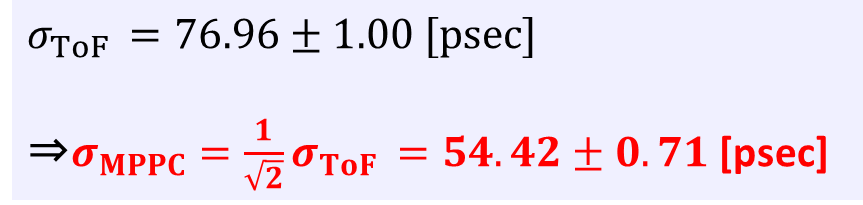 σ_ToF = 76.96 ± 1.00 [psec]
⇒σ_MPPC = 1/√2 σ_ToF = 54.42 ± 0.71 [psec]